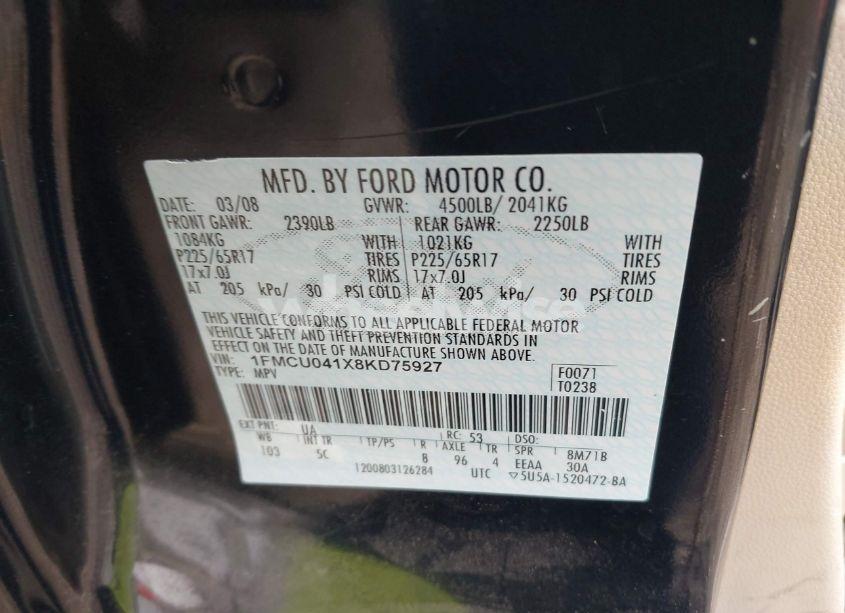 MFD. BY FORD MOTOR CO.
DATE: 03/08 GVWR: 4500LB/ 2041KG
FRONT GAWR: 2390LB REAR GAWR: 2250LB
1084KG WITH 1021KG WITH
P225/65R17 TIRES P225/65R17 TIRES
17x7.0J RIMS 17x7.0J RIMS
AT 205 kPa/ 30 PSI COLD AT 205 kPa/ 30 PSI COLD
THIS VEHICLE CONFORMS TO ALL APPLICABLE FEDERAL MOTOR
VEHICLE SAFETY AND THEFT PREVENTION STANDARDS IN
EFFECT ON THE DATE OF MANUFACTURE SHOWN ABOVE.
VIN: 1FMCU041X8KD75927 F0071
TYPE: MPV T0238
EXT PNT: UA RC: 53 DSO:
WB INT TR TP/PS R AXLE TR SPR 8M71B
103 5C 8 96 4 EEAA 30A
1200803126284 UTC ▽5U5A-1520472-BA